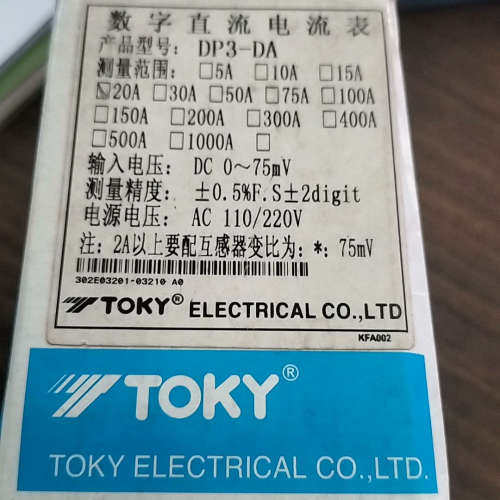 数字直流电流表
产品型号: DP3-DA
测量范围: □5A □10A □15A
☑20A □30A □50A □75A □100A
□150A □200A □300A □400A
□500A □1000A □
输入电压: DC 0~75mV
测量精度: ±0.5%F.S±2digit
电源电压: AC 110/220V
注: 2A以上要配互感器变比为: *: 75mV
302E03201-03210 A0
TOKY® ELECTRICAL CO.,LTD
KFA002
TOKY®
TOKY ELECTRICAL CO.,LTD.